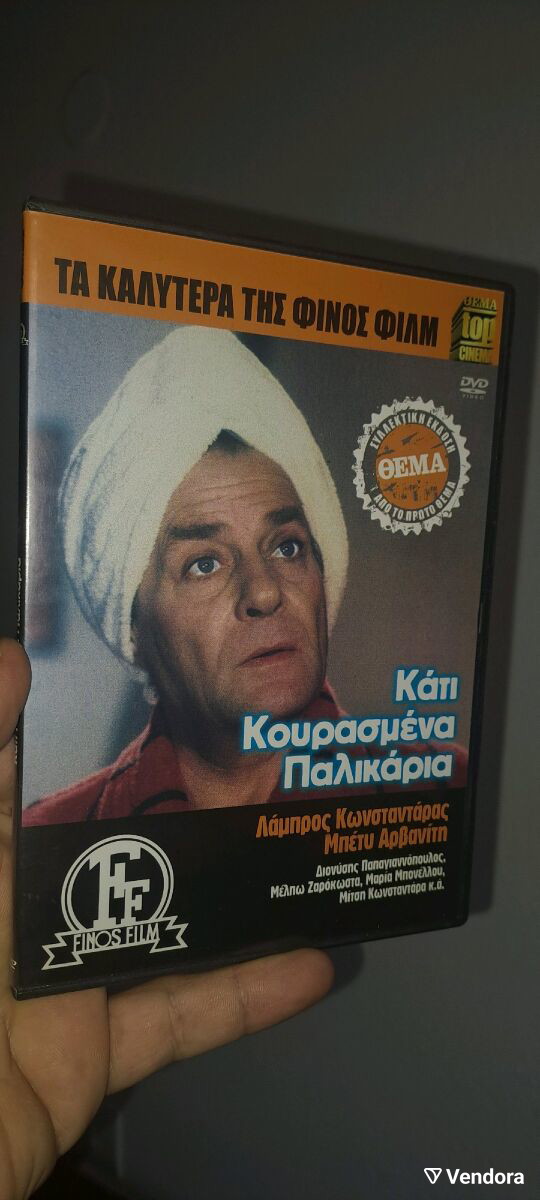 ΤΑ ΚΑΛΥΤΕΡΑ ΤΗΣ ΦΙΝΟΣ ΦΙΛΜ
ΘΕΜΑ
top
CINEMA
DVD
VIDEO
ΣΥΛΛΕΚΤΙΚΗ ΕΚΔΟΣΗ
ΘΕΜΑ
ΑΠΟ ΤΟ ΠΡΩΤΟ ΘΕΜΑ
Κάτι
Κουρασμένα
Παλικάρια
Λάμπρος Κωνσταντάρας
Μπέτυ Αρβανίτη
Διονύσης Παπαγιαννόπουλος,
Μέλπω Ζαρόκωστα, Μαρία Μπονέλλου,
Μίτση Κωνσταντάρα κ.ά.
FF
FINOS FILM
Vendora